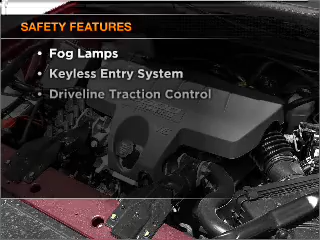 SAFETY FEATURES
• Fog Lamps
• Keyless Entry System
• Driveline Traction Control